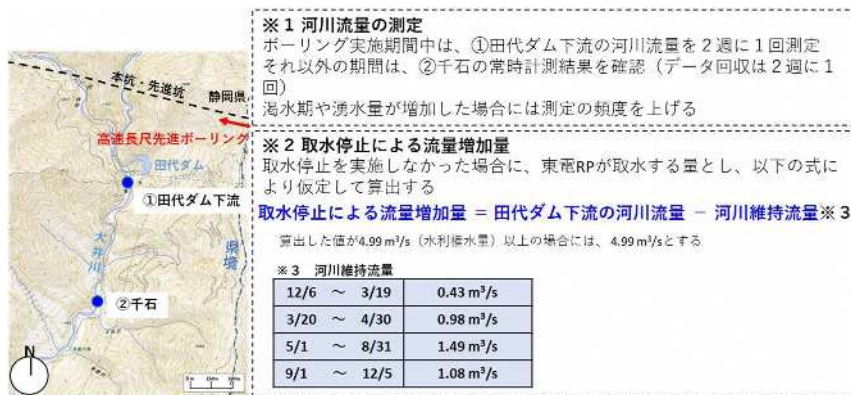 ※１ 河川流量の測定
ボーリング実施期間中は、①田代ダム下流の河川流量を２週に１回測定
それ以外の期間は、②千石の常時計測結果を確認（データ回収は２週に１
回）
渇水期や湧水量が増加した場合には測定の頻度を上げる
※２ 取水停止による流量増加量
取水停止を実施しなかった場合に、東電RPが取水する量とし、以下の式に
より仮定して算出する
取水停止による流量増加量 ＝ 田代ダム下流の河川流量 － 河川維持流量※３
算出した値が4.99 m³/s（水利権水量）以上の場合には、4.99 m³/sとする
※３ 河川維持流量
12/6 ～ 3/19 0.43 m³/s
3/20 ～ 4/30 0.98 m³/s
5/1 ～ 8/31 1.49 m³/s
9/1 ～ 12/5 1.08 m³/s
本坑・先進坑
静岡県
高速長尺先進ボーリング
田代ダム
①田代ダム下流
大井川
県境
②千石
N